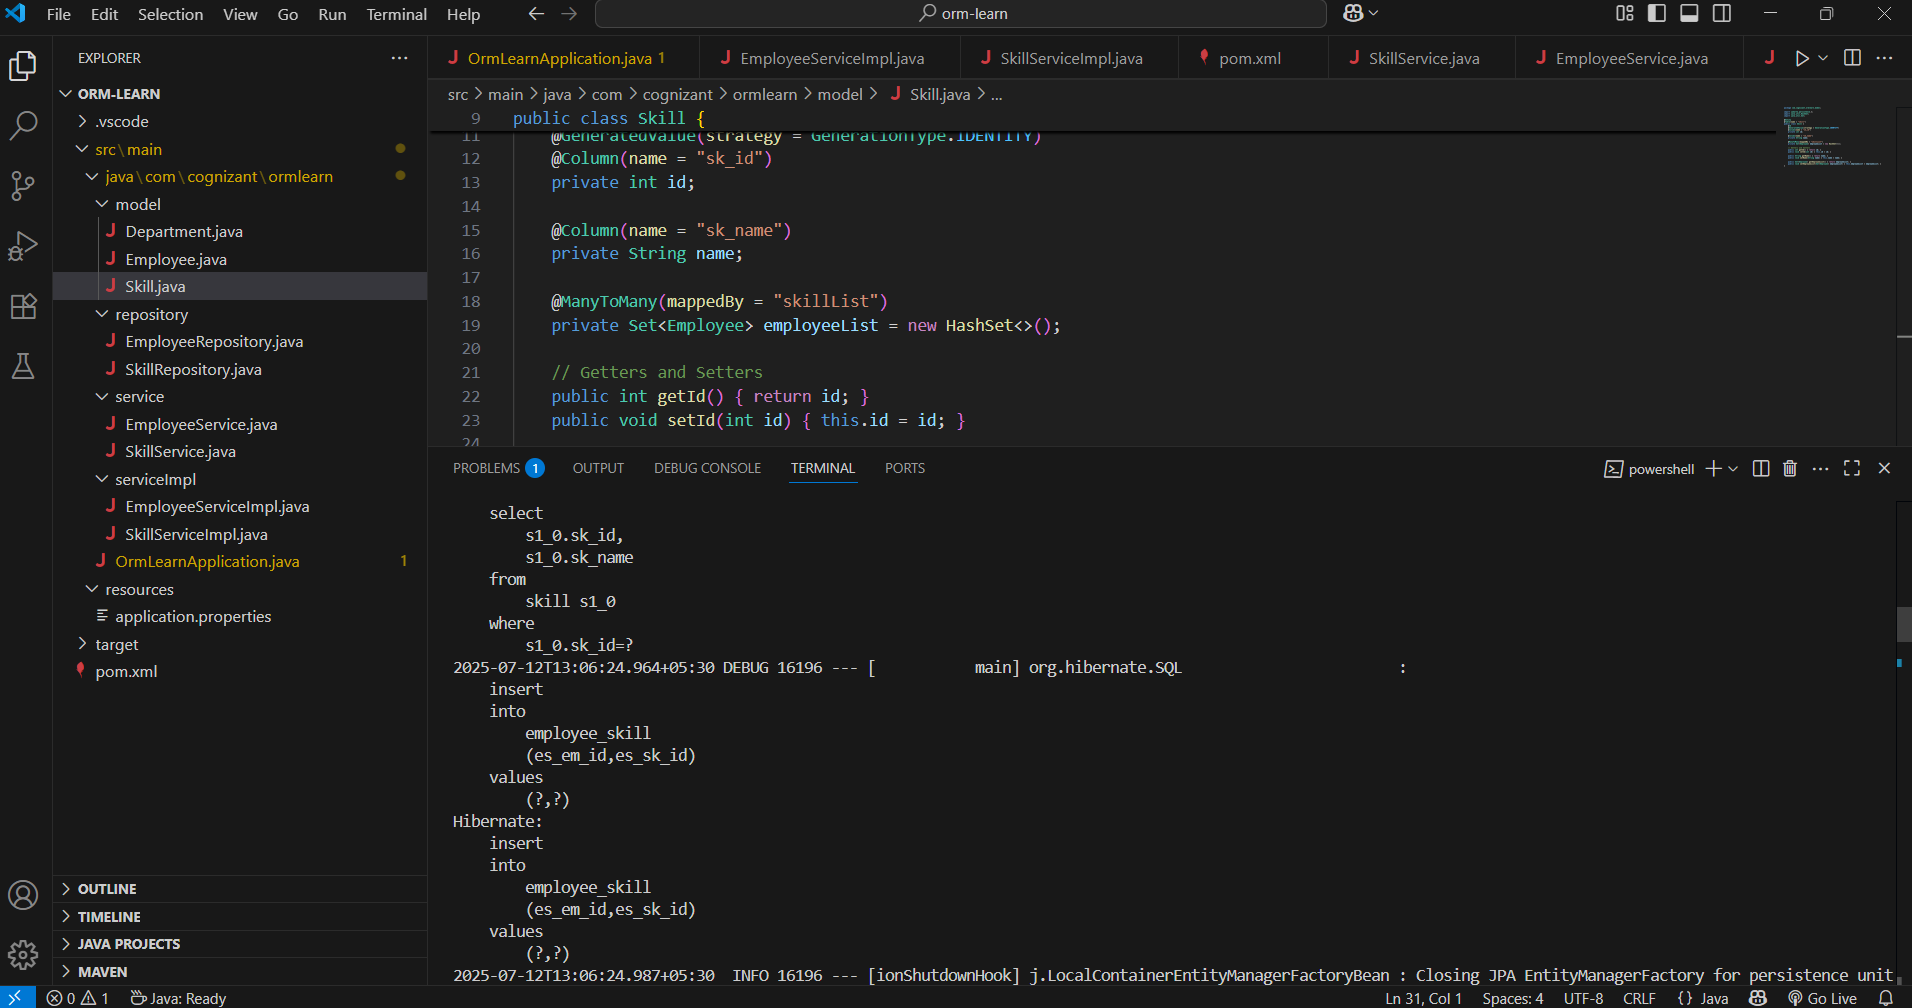 File Edit Selection View Go Run Terminal Help
orm-learn
EXPLORER
ORM-LEARN
.vscode
src\main
java\com\cognizant\ormlearn
model
Department.java
Employee.java
Skill.java
repository
EmployeeRepository.java
SkillRepository.java
service
EmployeeService.java
SkillService.java
serviceImpl
EmployeeServiceImpl.java
SkillServiceImpl.java
OrmLearnApplication.java 1
resources
application.properties
target
pom.xml
OUTLINE
TIMELINE
JAVA PROJECTS
MAVEN
OrmLearnApplication.java 1
EmployeeServiceImpl.java
SkillServiceImpl.java
pom.xml
SkillService.java
EmployeeService.java
src > main > java > com > cognizant > ormlearn > model > Skill.java > ...
9 public class Skill {
11 @GeneratedValue(strategy = GenerationType.IDENTITY)
12 @Column(name = "sk_id")
13 private int id;
14
15 @Column(name = "sk_name")
16 private String name;
17
18 @ManyToMany(mappedBy = "skillList")
19 private Set<Employee> employeeList = new HashSet<>();
20
21 // Getters and Setters
22 public int getId() { return id; }
23 public void setId(int id) { this.id = id; }
24
PROBLEMS 1 OUTPUT DEBUG CONSOLE TERMINAL PORTS
powershell
select
s1_0.sk_id,
s1_0.sk_name
from
skill s1_0
where
s1_0.sk_id=?
2025-07-12T13:06:24.964+05:30 DEBUG 16196 --- [           main] org.hibernate.SQL                        :
insert
into
employee_skill
(es_em_id,es_sk_id)
values
(?,?)
Hibernate:
insert
into
employee_skill
(es_em_id,es_sk_id)
values
(?,?)
2025-07-12T13:06:24.987+05:30  INFO 16196 --- [ionShutdownHook] j.LocalContainerEntityManagerFactoryBean : Closing JPA EntityManagerFactory for persistence unit
0 1 Java: Ready
Ln 31, Col 1 Spaces: 4 UTF-8 CRLF {} Java Go Live